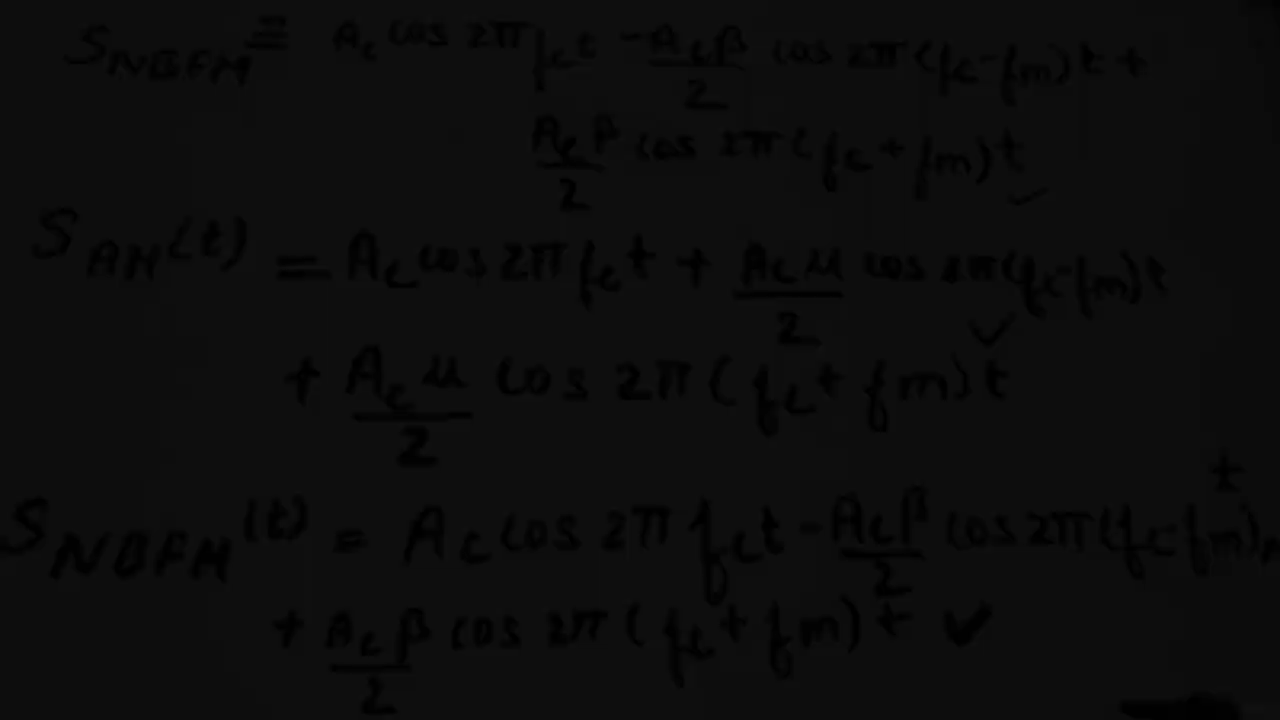 S_NBFM = A_c cos 2π f_c t - A_c β / 2 cos 2π (f_c - f_m) t +
A_c β / 2 cos 2π (f_c + f_m) t
S_AM (t) = A_c cos 2π f_c t + A_c μ / 2 cos 2π (f_c - f_m) t
+ A_c μ / 2 cos 2π (f_c + f_m) t
S_NBFM (t) = A_c cos 2π f_c t - A_c β / 2 cos 2π (f_c - f_m) t
+ A_c β / 2 cos 2π (f_c + f_m) t